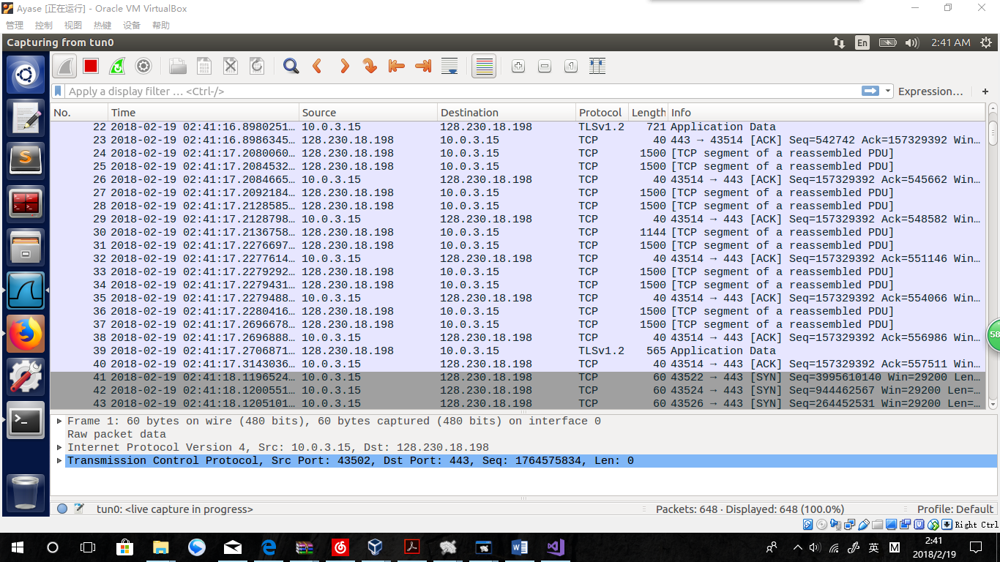 Ayase [正在运行] - Oracle VM VirtualBox
管理 控制 视图 热键 设备 帮助
Capturing from tun0 En 2:41 AM
Apply a display filter … <Ctrl-/> Expression… +
No. Time Source Destination Protocol Length Info
22 2018-02-19 02:41:16.8980251… 10.0.3.15 128.230.18.198 TLSv1.2 721 Application Data
23 2018-02-19 02:41:16.8986345… 128.230.18.198 10.0.3.15 TCP 40 443 → 43514 [ACK] Seq=542742 Ack=157329392 Win…
24 2018-02-19 02:41:17.2080060… 128.230.18.198 10.0.3.15 TCP 1500 [TCP segment of a reassembled PDU]
25 2018-02-19 02:41:17.2084532… 128.230.18.198 10.0.3.15 TCP 1500 [TCP segment of a reassembled PDU]
26 2018-02-19 02:41:17.2084665… 10.0.3.15 128.230.18.198 TCP 40 43514 → 443 [ACK] Seq=157329392 Ack=545662 Win…
27 2018-02-19 02:41:17.2092184… 128.230.18.198 10.0.3.15 TCP 1500 [TCP segment of a reassembled PDU]
28 2018-02-19 02:41:17.2128585… 128.230.18.198 10.0.3.15 TCP 1500 [TCP segment of a reassembled PDU]
29 2018-02-19 02:41:17.2128798… 10.0.3.15 128.230.18.198 TCP 40 43514 → 443 [ACK] Seq=157329392 Ack=548582 Win…
30 2018-02-19 02:41:17.2136758… 128.230.18.198 10.0.3.15 TCP 1144 [TCP segment of a reassembled PDU]
31 2018-02-19 02:41:17.2276697… 128.230.18.198 10.0.3.15 TCP 1500 [TCP segment of a reassembled PDU]
32 2018-02-19 02:41:17.2277614… 10.0.3.15 128.230.18.198 TCP 40 43514 → 443 [ACK] Seq=157329392 Ack=551146 Win…
33 2018-02-19 02:41:17.2279292… 128.230.18.198 10.0.3.15 TCP 1500 [TCP segment of a reassembled PDU]
34 2018-02-19 02:41:17.2279431… 128.230.18.198 10.0.3.15 TCP 1500 [TCP segment of a reassembled PDU]
35 2018-02-19 02:41:17.2279488… 10.0.3.15 128.230.18.198 TCP 40 43514 → 443 [ACK] Seq=157329392 Ack=554066 Win…
36 2018-02-19 02:41:17.2280416… 128.230.18.198 10.0.3.15 TCP 1500 [TCP segment of a reassembled PDU]
37 2018-02-19 02:41:17.2696678… 128.230.18.198 10.0.3.15 TCP 1500 [TCP segment of a reassembled PDU]
38 2018-02-19 02:41:17.2696888… 10.0.3.15 128.230.18.198 TCP 40 43514 → 443 [ACK] Seq=157329392 Ack=556986 Win…
39 2018-02-19 02:41:17.2706871… 128.230.18.198 10.0.3.15 TLSv1.2 565 Application Data
40 2018-02-19 02:41:17.3143036… 10.0.3.15 128.230.18.198 TCP 40 43514 → 443 [ACK] Seq=157329392 Ack=557511 Win…
41 2018-02-19 02:41:18.1196524… 10.0.3.15 128.230.18.198 TCP 60 43522 → 443 [SYN] Seq=3995610140 Win=29200 Len…
42 2018-02-19 02:41:18.1200551… 10.0.3.15 128.230.18.198 TCP 60 43524 → 443 [SYN] Seq=944462567 Win=29200 Len=…
43 2018-02-19 02:41:18.1205101… 10.0.3.15 128.230.18.198 TCP 60 43526 → 443 [SYN] Seq=264452531 Win=29200 Len=…
58
Frame 1: 60 bytes on wire (480 bits), 60 bytes captured (480 bits) on interface 0
Raw packet data
Internet Protocol Version 4, Src: 10.0.3.15, Dst: 128.230.18.198
Transmission Control Protocol, Src Port: 43502, Dst Port: 443, Seq: 1764575834, Len: 0
tun0: <live capture in progress> Packets: 648 · Displayed: 648 (100.0%) Profile: Default
Right Ctrl
英 M 2:41
2018/2/19